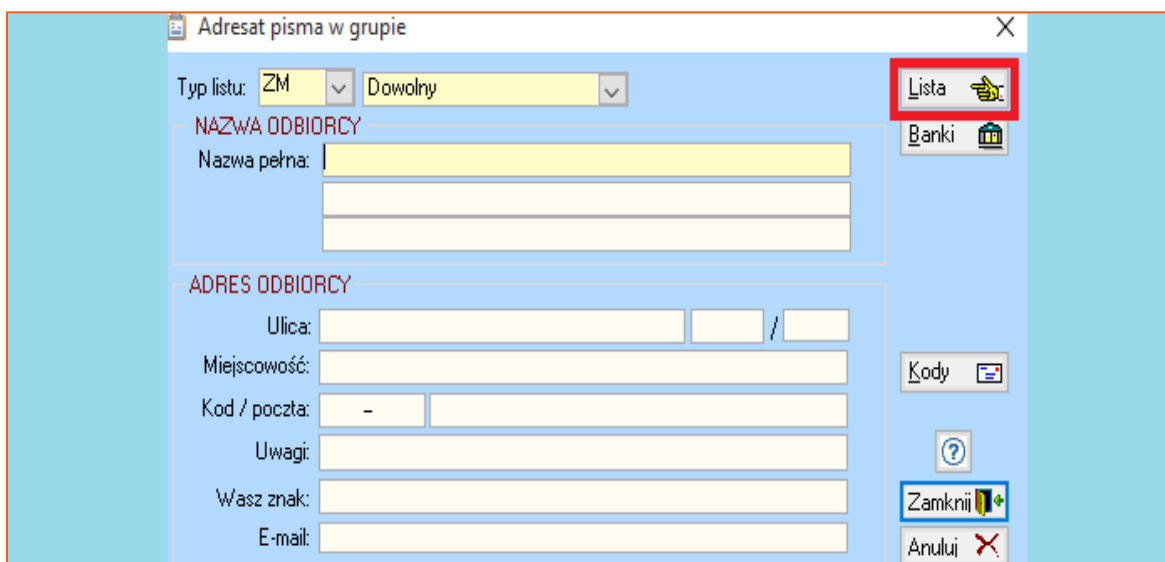 Adresat pisma w grupie
Typ listu: ZM Dowolny Lista
NAZWA ODBIORCY Banki
Nazwa pełna:
ADRES ODBIORCY
Ulica: /
Miejscowość: Kody
Kod / poczta: -
Uwagi: ?
Wasz znak: Zamknij
E-mail: Anuluj